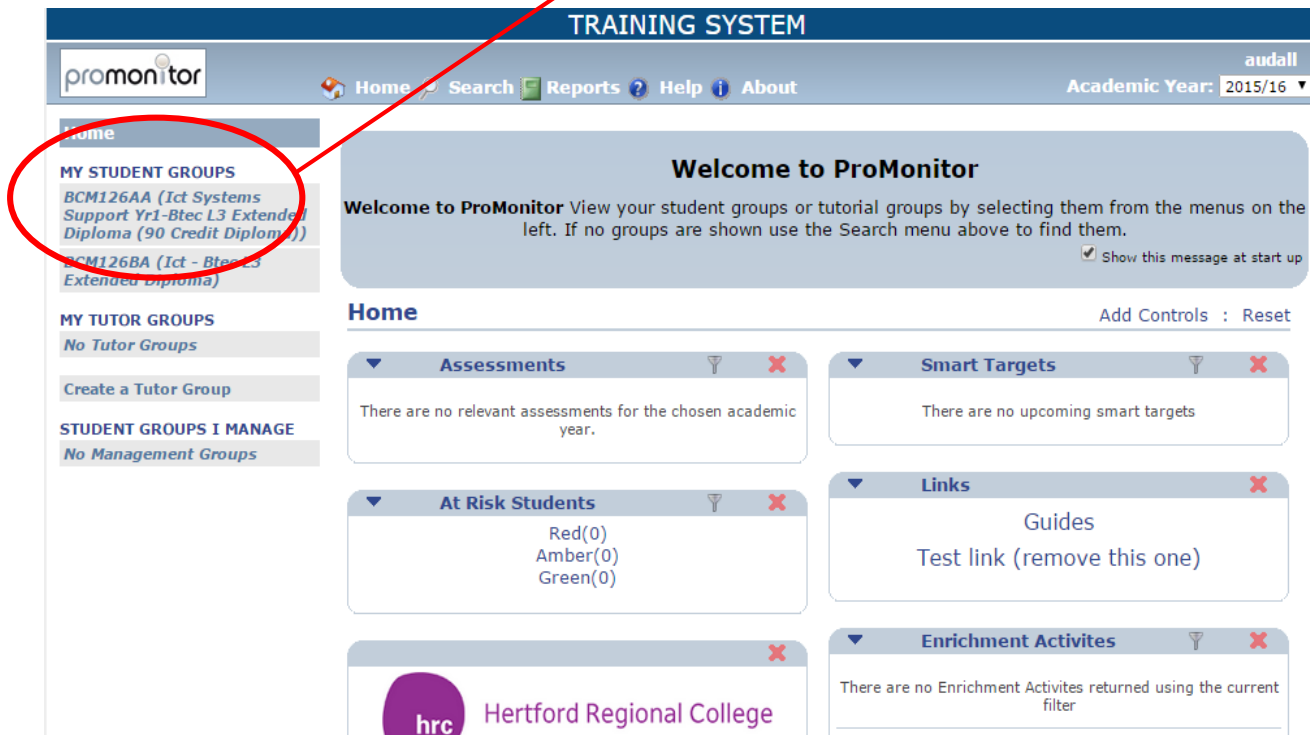 TRAINING SYSTEM
promonitor
Home Search Reports Help About
audall
Academic Year: 2015/16
Home
MY STUDENT GROUPS
BCM126AA (Ict Systems
Support Yr1-Btec L3 Extended
Diploma (90 Credit Diploma))
BCM126BA (Ict - Btec L3
Extended Diploma)
MY TUTOR GROUPS
No Tutor Groups
Create a Tutor Group
STUDENT GROUPS I MANAGE
No Management Groups
Welcome to ProMonitor
Welcome to ProMonitor View your student groups or tutorial groups by selecting them from the menus on the
left. If no groups are shown use the Search menu above to find them.
Show this message at start up
Home
Add Controls : Reset
Assessments
There are no relevant assessments for the chosen academic
year.
Smart Targets
There are no upcoming smart targets
At Risk Students
Red(0)
Amber(0)
Green(0)
Links
Guides
Test link (remove this one)
hrc
Hertford Regional College
Enrichment Activites
There are no Enrichment Activites returned using the current
filter